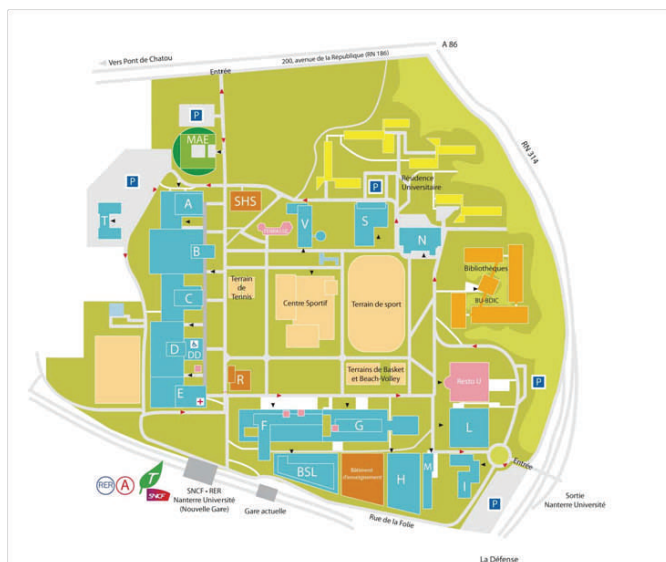 Vers Pont de Chatou
200, avenue de la République (RN 186)
A 86
Entrée
P
MAE
RN 314
P
T
A
SHS
V
S
P
Résidence
Universitaire
N
B
Bibliothèques
BU-BDIC
C
Terrain
de
Tennis
Centre Sportif
Terrain de sport
D
DD
E
R
Terrains de Basket
et Beach-Volley
Resto U
P
F
G
L
BSL
Bâtiment
d'enseignement
H
M
I
Entrée
P
RER
A
T
SNCF
SNCF + RER
Nanterre Université
(Nouvelle Gare)
Gare actuelle
Rue de la Folie
Sortie
Nanterre Université
La Défense